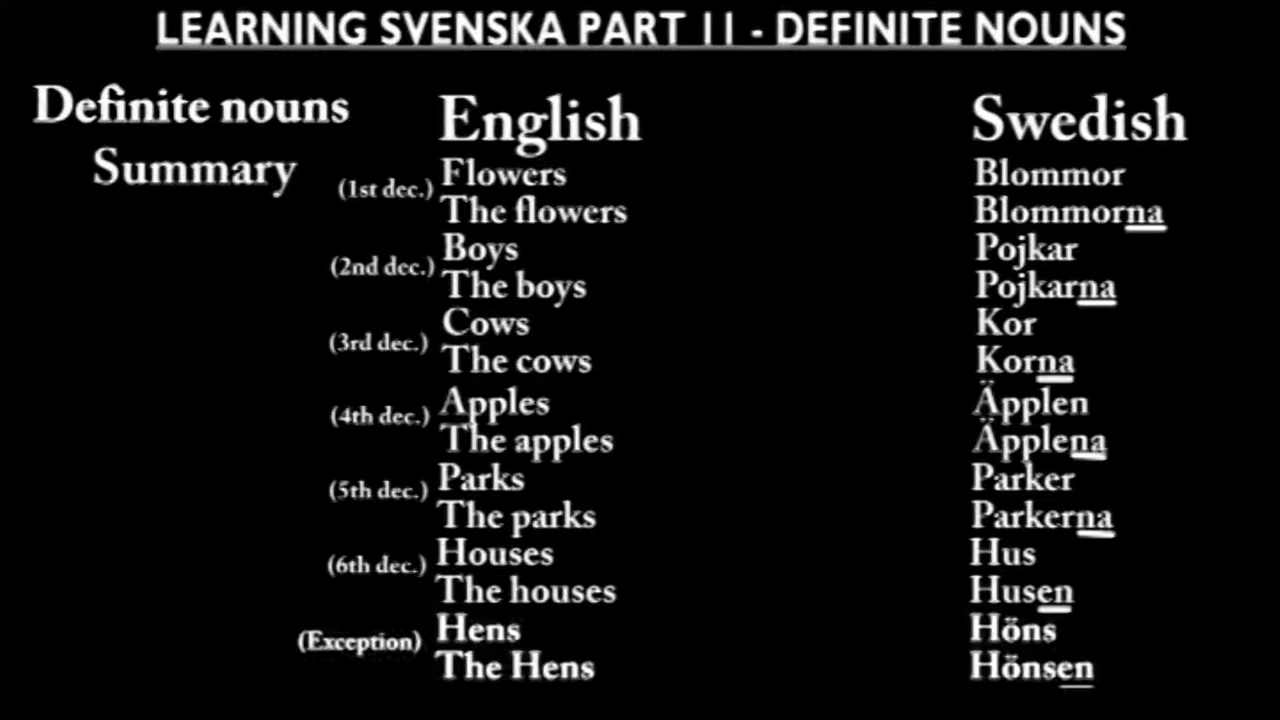 LEARNING SVENSKA PART 11 - DEFINITE NOUNS
Definite nouns
Summary
English
Swedish
(1st dec.) Flowers Blommor
The flowers Blommorna
(2nd dec.) Boys Pojkar
The boys Pojkarna
(3rd dec.) Cows Kor
The cows Korna
(4th dec.) Apples Äpplen
The apples Äpplena
(5th dec.) Parks Parker
The parks Parkerna
(6th dec.) Houses Hus
The houses Husen
(Exception) Hens Höns
The Hens Hönsen